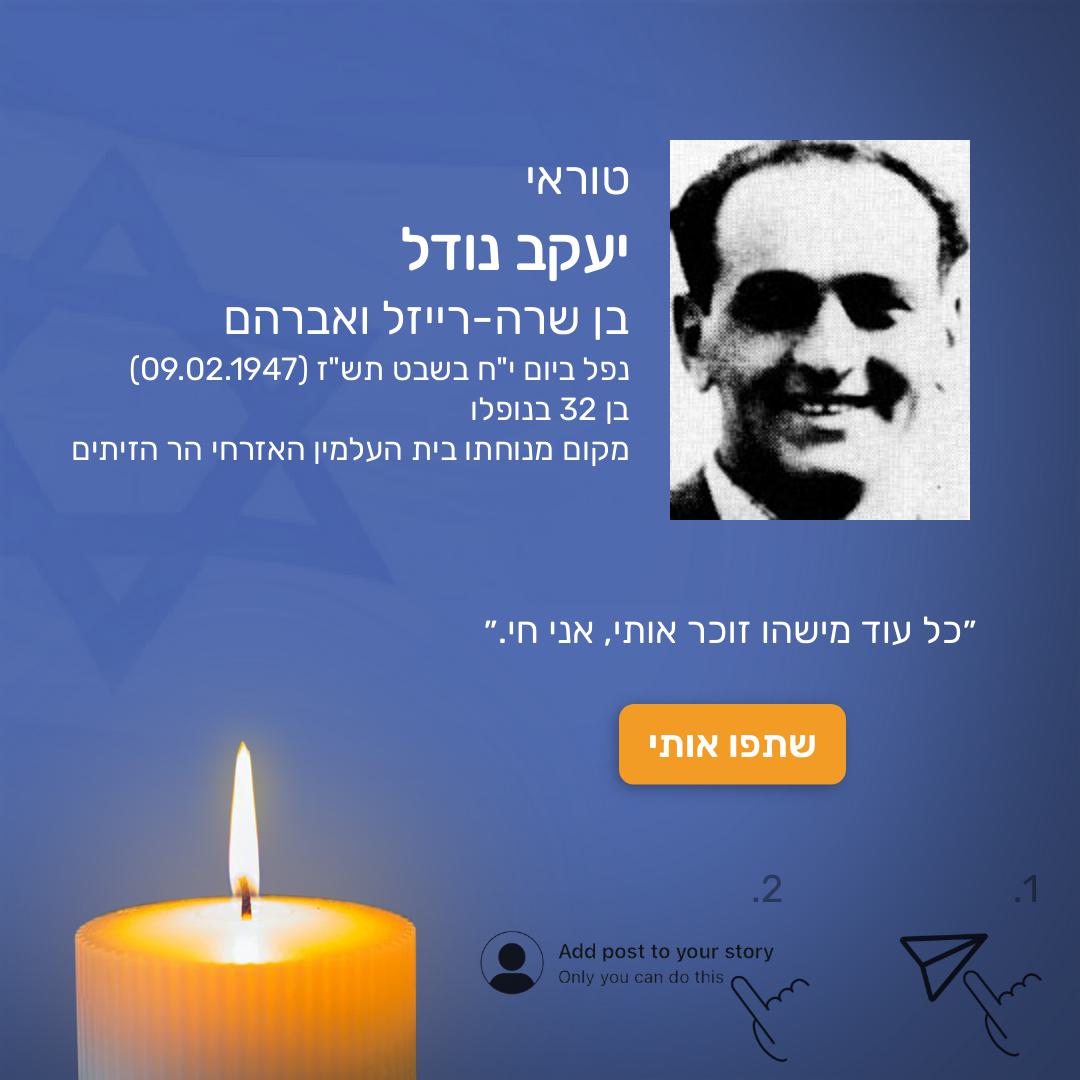 טוראי
יעקב נודל
בן שרה-רייזל ואברהם
נפל ביום י"ח בשבט תש"ז (09.02.1947)
בן 32 בנופלו
מקום מנוחתו בית העלמין האזרחי הר הזיתים
״כל עוד מישהו זוכר אותי, אני חי.״
שתפו אותי
.1
.2
Add post to your story
Only you can do this